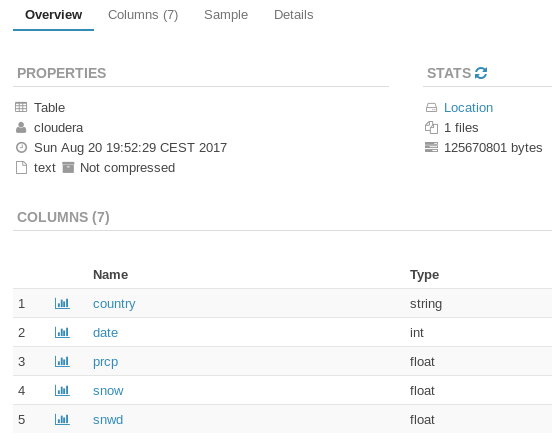 Overview Columns (7) Sample Details
PROPERTIES
Table
cloudera
Sun Aug 20 19:52:29 CEST 2017
text Not compressed
STATS
Location
1 files
125670801 bytes
COLUMNS (7)
Name Type
1 country string
2 date int
3 prcp float
4 snow float
5 snwd float